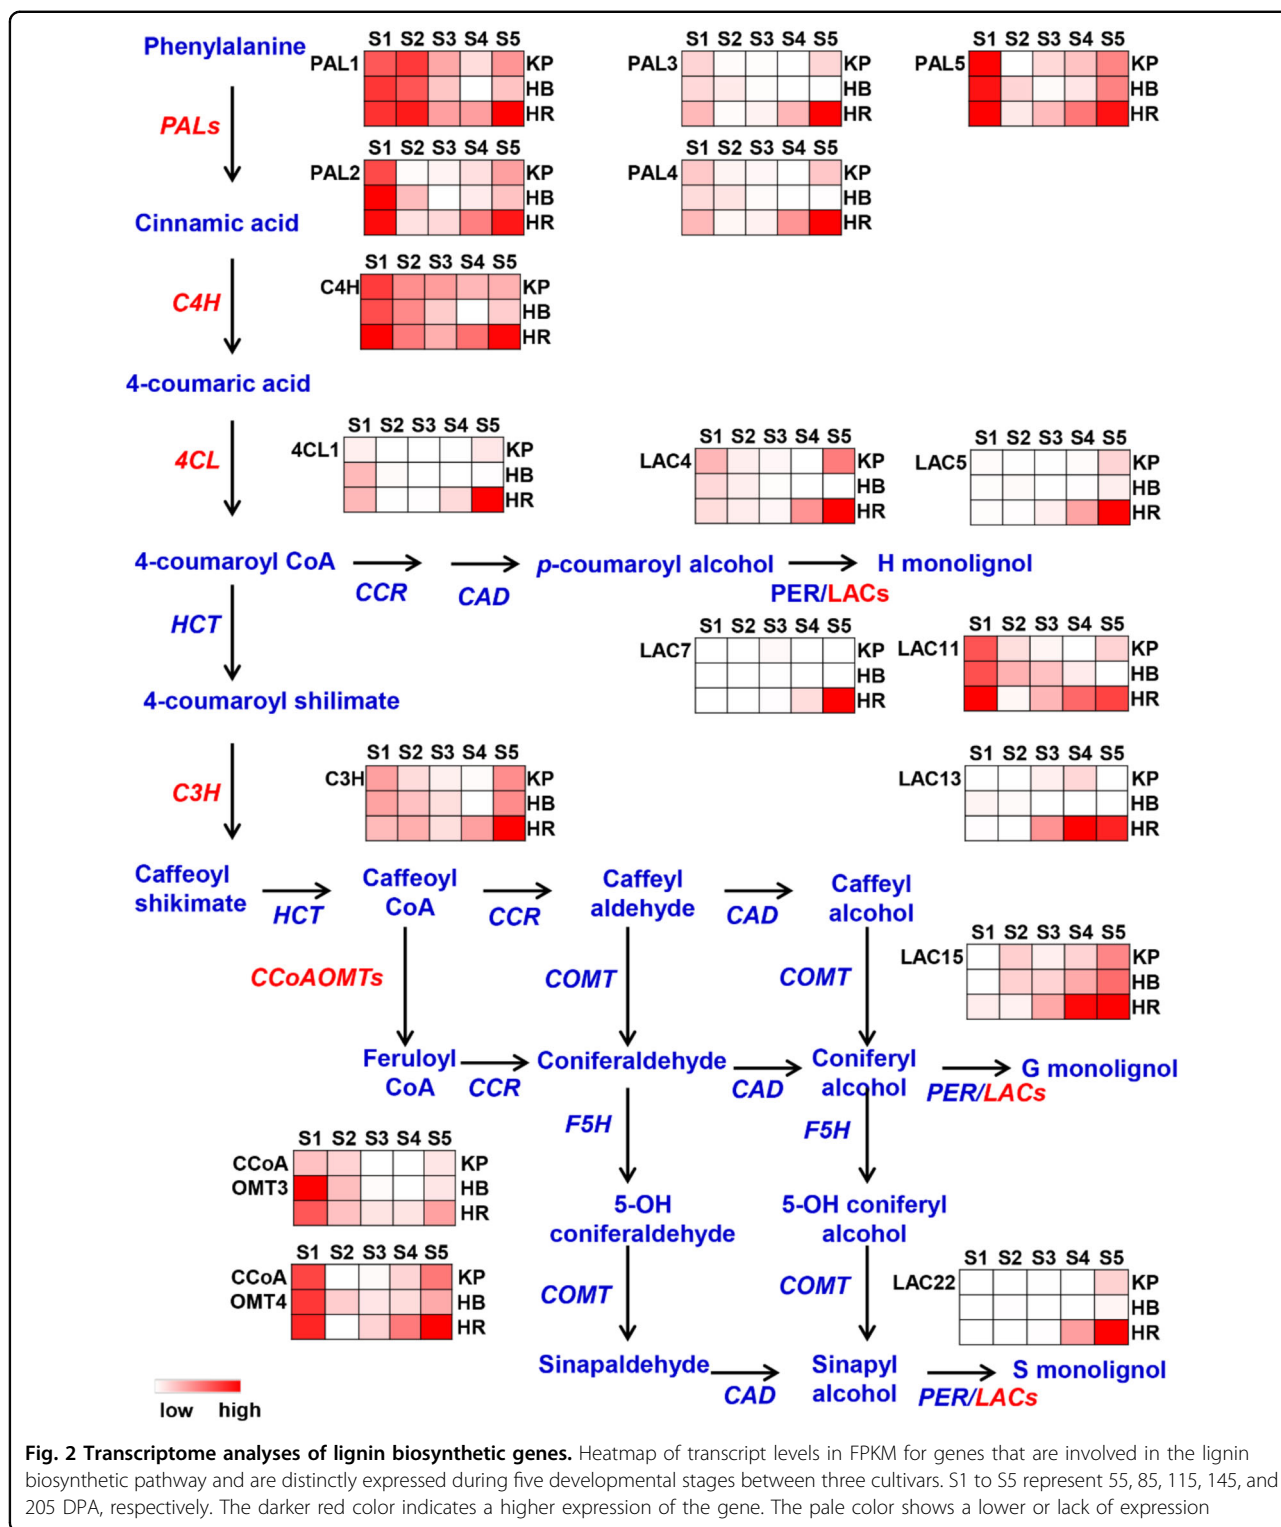 Phenylalanine
S1 S2 S3 S4 S5
PAL1
KP
HB
HR
S1 S2 S3 S4 S5
PAL3
KP
HB
HR
S1 S2 S3 S4 S5
PAL5
KP
HB
HR
PALs
S1 S2 S3 S4 S5
PAL2
KP
HB
HR
S1 S2 S3 S4 S5
PAL4
KP
HB
HR
Cinnamic acid
S1 S2 S3 S4 S5
C4H
KP
HB
HR
C4H
4-coumaric acid
S1 S2 S3 S4 S5
4CL1
KP
HB
HR
4CL
S1 S2 S3 S4 S5
LAC4
KP
HB
HR
S1 S2 S3 S4 S5
LAC5
KP
HB
HR
4-coumaroyl CoA
CCR
CAD
p-coumaroyl alcohol
PER/LACs
H monolignol
HCT
S1 S2 S3 S4 S5
LAC7
KP
HB
HR
S1 S2 S3 S4 S5
LAC11
KP
HB
HR
4-coumaroyl shilimate
S1 S2 S3 S4 S5
C3H
KP
HB
HR
C3H
S1 S2 S3 S4 S5
LAC13
KP
HB
HR
Caffeoyl
shikimate
HCT
Caffeoyl
CoA
CCR
Caffeyl
aldehyde
CAD
Caffeyl
alcohol
CCoAOMTs
COMT
COMT
S1 S2 S3 S4 S5
LAC15
KP
HB
HR
Feruloyl
CoA
CCR
Coniferaldehyde
CAD
Coniferyl
alcohol
PER/LACs
G monolignol
F5H
F5H
S1 S2 S3 S4 S5
CCoA
OMT3
KP
HB
HR
5-OH
coniferaldehyde
5-OH coniferyl
alcohol
S1 S2 S3 S4 S5
CCoA
OMT4
KP
HB
HR
COMT
COMT
S1 S2 S3 S4 S5
LAC22
KP
HB
HR
Sinapaldehyde
CAD
Sinapyl
alcohol
PER/LACs
S monolignol
low high
Fig. 2 Transcriptome analyses of lignin biosynthetic genes. Heatmap of transcript levels in FPKM for genes that are involved in the lignin
biosynthetic pathway and are distinctly expressed during five developmental stages between three cultivars. S1 to S5 represent 55, 85, 115, 145, and
205 DPA, respectively. The darker red color indicates a higher expression of the gene. The pale color shows a lower or lack of expression